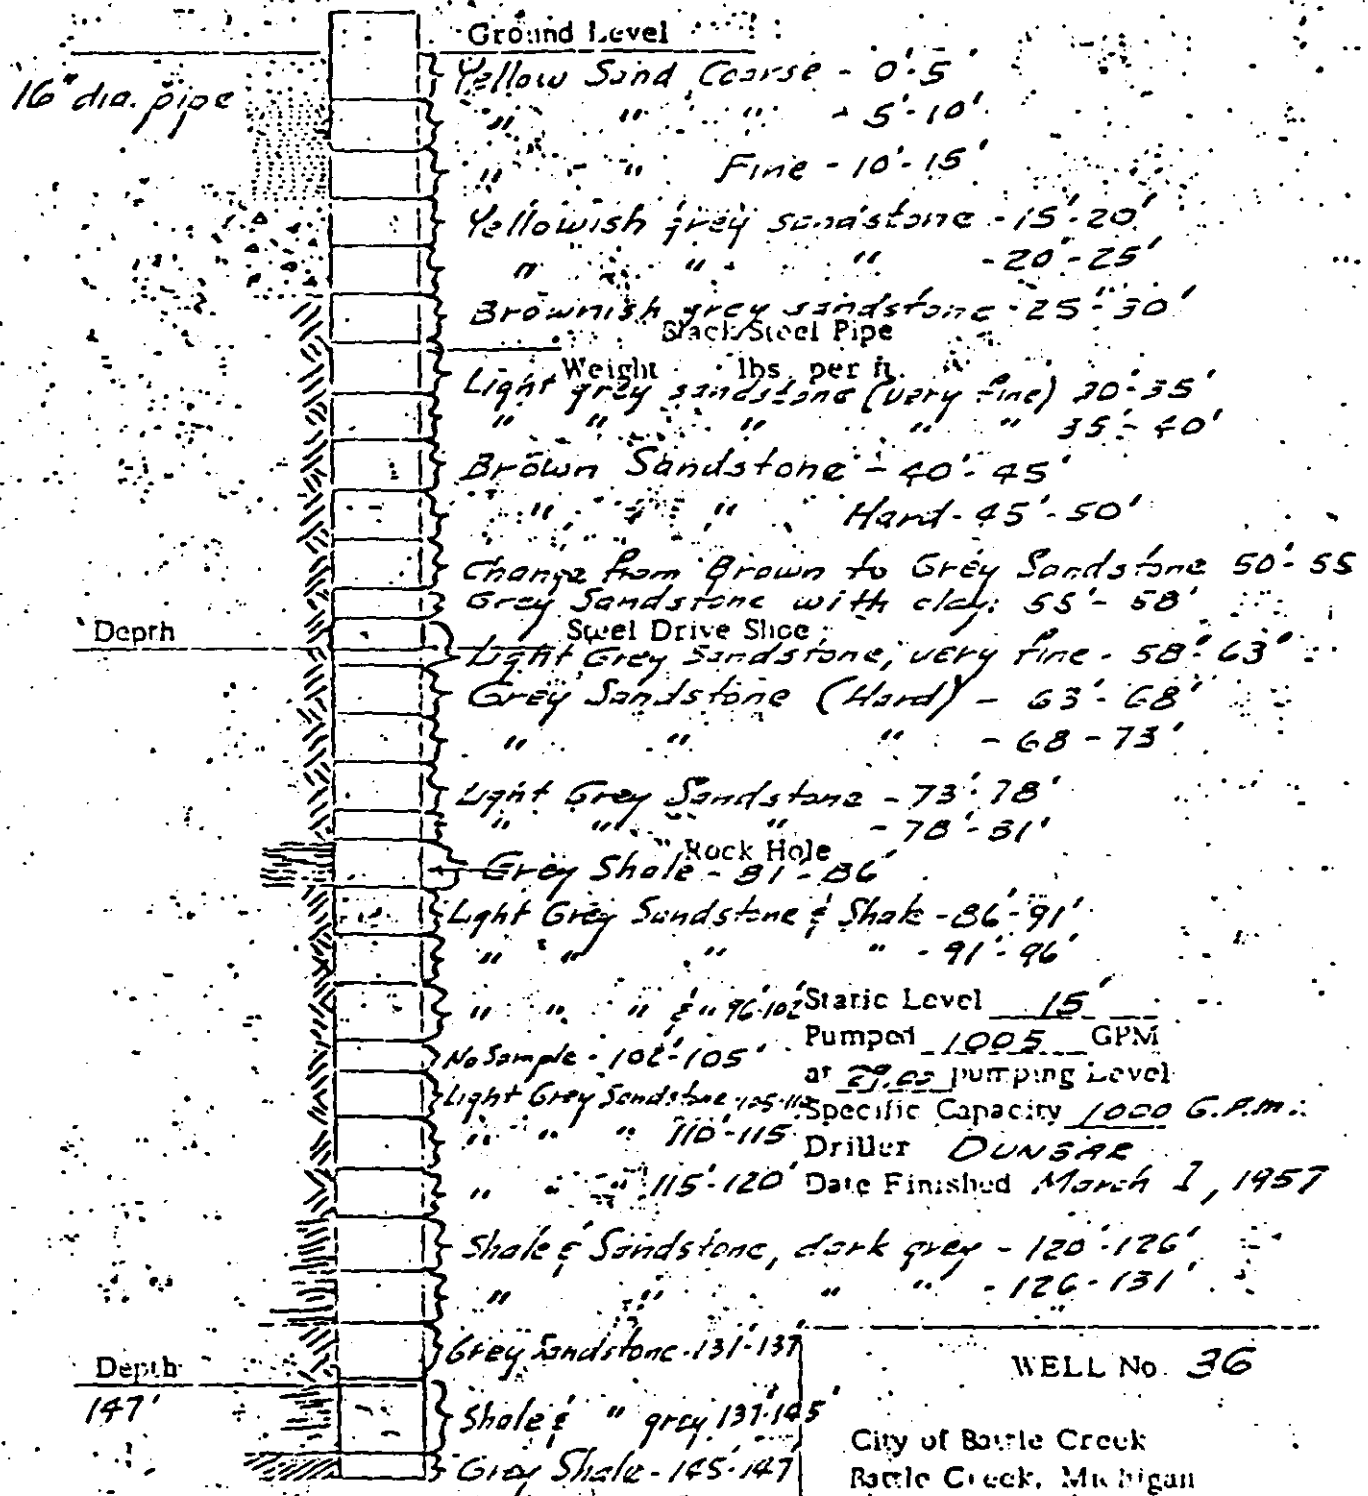 Ground Level
16" dia. pipe
Yellow Sand Coarse - 0'-5'
" " " - 5'-10'
" " Fine - 10'-15'
Yellowish grey sandstone - 15'-20'
" " " - 20'-25'
Brownish grey sandstone - 25'-30'
Black Steel Pipe
Weight lbs. per ft.
Light grey sandstone (very fine) 30'-35'
" " " " " 35'-40'
Brown Sandstone - 40'-45'
" " Hard - 45'-50'
Change from Brown to Grey Sandstone 50'-55
Grey Sandstone with clay: 55'-58'
Depth
Steel Drive Shoe
Light Grey Sandstone, very fine - 58'-63'
Grey Sandstone (Hard) - 63'-68'
" " " - 68-73'
Light Grey Sandstone - 73'-78'
" " " - 78'-81'
Rock Hole
Grey Shale - 81'-86'
Light Grey Sandstone & Shale - 86'-91'
" " " " - 91'-96'
" " " & " 96'-102'
Static Level 15'
Pumped 1005 GPM
No Sample - 102'-105'
at pumping Level
Light Grey Sandstone - 105-110
Specific Capacity 1000 G.P.m.
" " " 110'-115
Driller DUNBAR
" " " 115'-120'
Date Finished March 1, 1957
Shale & Sandstone, dark grey - 120'-126'
" " " " - 126-131'
Grey Sandstone - 131'-137'
Depth
147'
WELL No. 36
Shale & " grey 137'-145'
City of Battle Creek
Grey Shale - 145'-147'
Battle Creek, Michigan